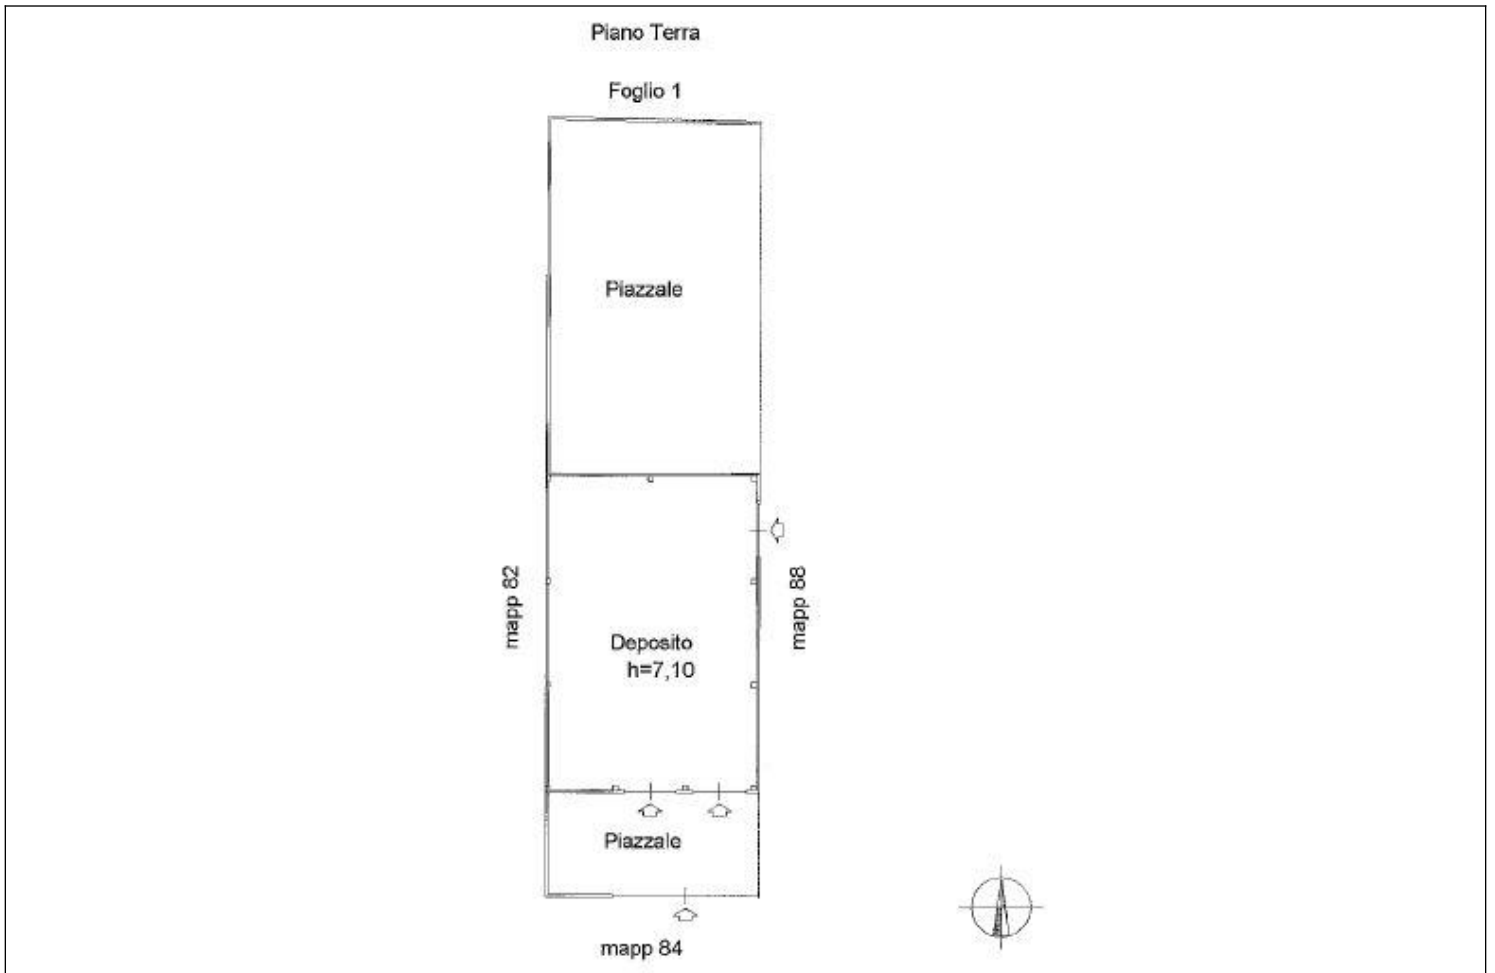 Piano Terra
Foglio 1
Piazzale
mapp 82
mapp 88
Deposito
h=7,10
Piazzale
mapp 84